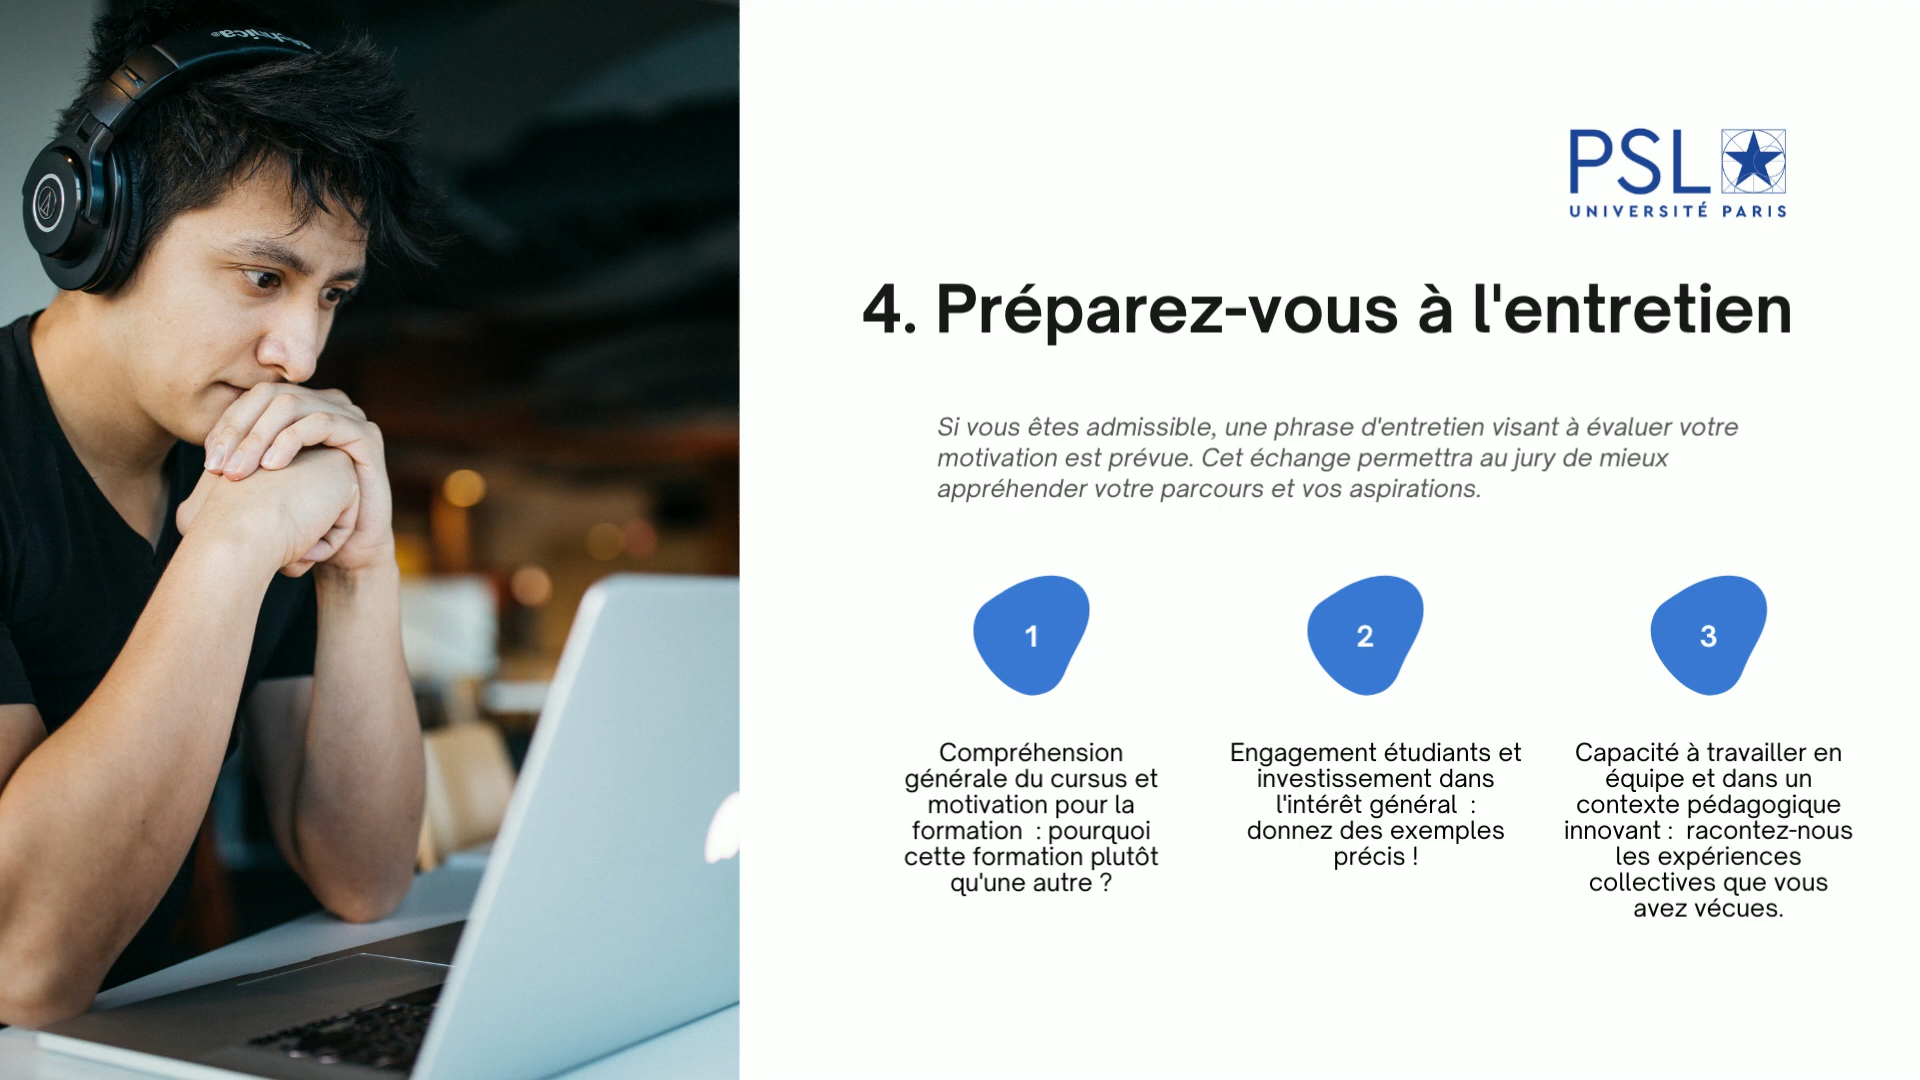 PSL
UNIVERSITÉ PARIS
4. Préparez-vous à l'entretien
Si vous êtes admissible, une phrase d'entretien visant à évaluer votre
motivation est prévue. Cet échange permettra au jury de mieux
appréhender votre parcours et vos aspirations.
1
Compréhension
générale du cursus et
motivation pour la
formation : pourquoi
cette formation plutôt
qu'une autre ?
2
Engagement étudiants et
investissement dans
l'intérêt général :
donnez des exemples
précis !
3
Capacité à travailler en
équipe et dans un
contexte pédagogique
innovant : racontez-nous
les expériences
collectives que vous
avez vécues.